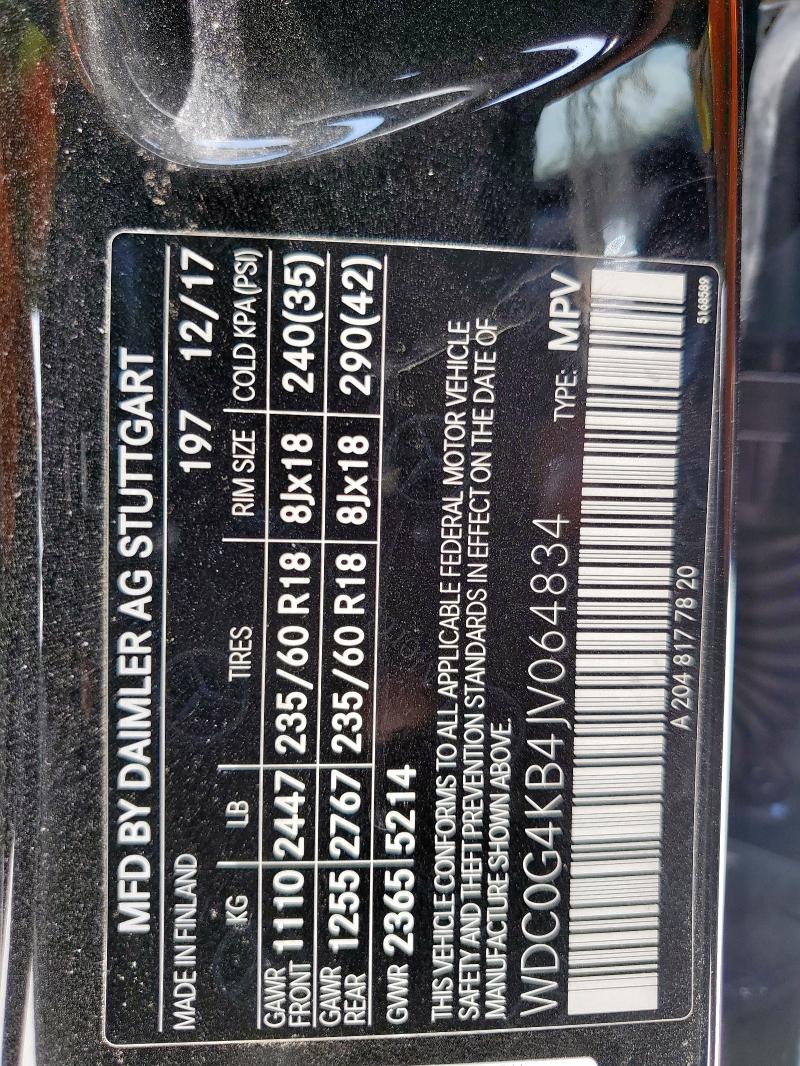 MFD BY DAIMLER AG STUTTGART
MADE IN FINLAND 197 12/17
KG LB TIRES RIM SIZE COLD KPA (PSI)
GAWR FRONT 1110 2447 235/60 R18 8Jx18 240(35)
GAWR REAR 1255 2767 235/60 R18 8Jx18 290(42)
GVWR 2365 5214
THIS VEHICLE CONFORMS TO ALL APPLICABLE FEDERAL MOTOR VEHICLE
SAFETY AND THEFT PREVENTION STANDARDS IN EFFECT ON THE DATE OF
MANUFACTURE SHOWN ABOVE.
WDC0G4KB4JV064834 TYPE: MPV
A 204 817 78 20
5168589